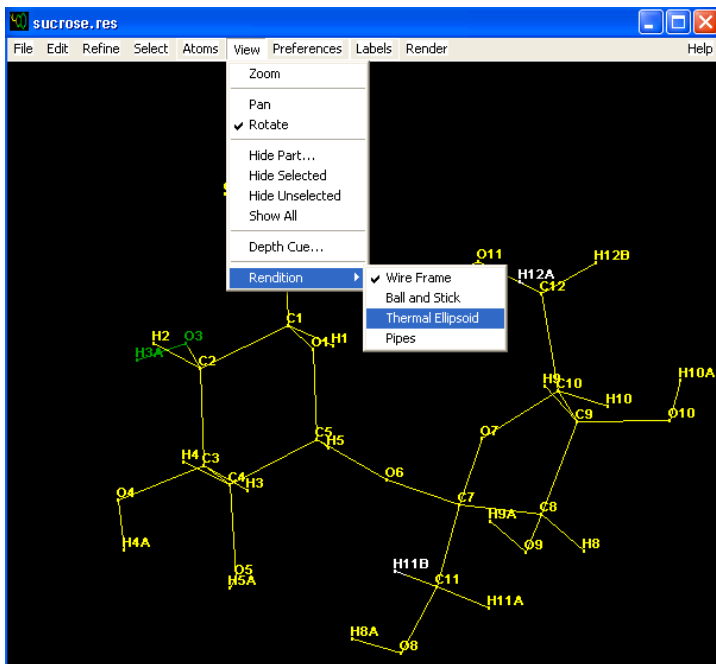 sucrose.res
File Edit Refine Select Atoms View Preferences Labels Render Help
Zoom
Pan
Rotate
Hide Part...
Hide Selected
Hide Unselected
Show All
Depth Cue...
Rendition
Wire Frame
Ball and Stick
Thermal Ellipsoid
Pipes
O11 H12B
H12A
C12
C1
H2 O3 O1 H1
H3A C2
H10A
H9 C10
H10
C9 O10
O7
C5
H5
H4 C3
O6
C4 H3
O4
C7 C8
H9A
H4A O9 H8
H11B
O5
H5A C11
H11A
H8A
O8